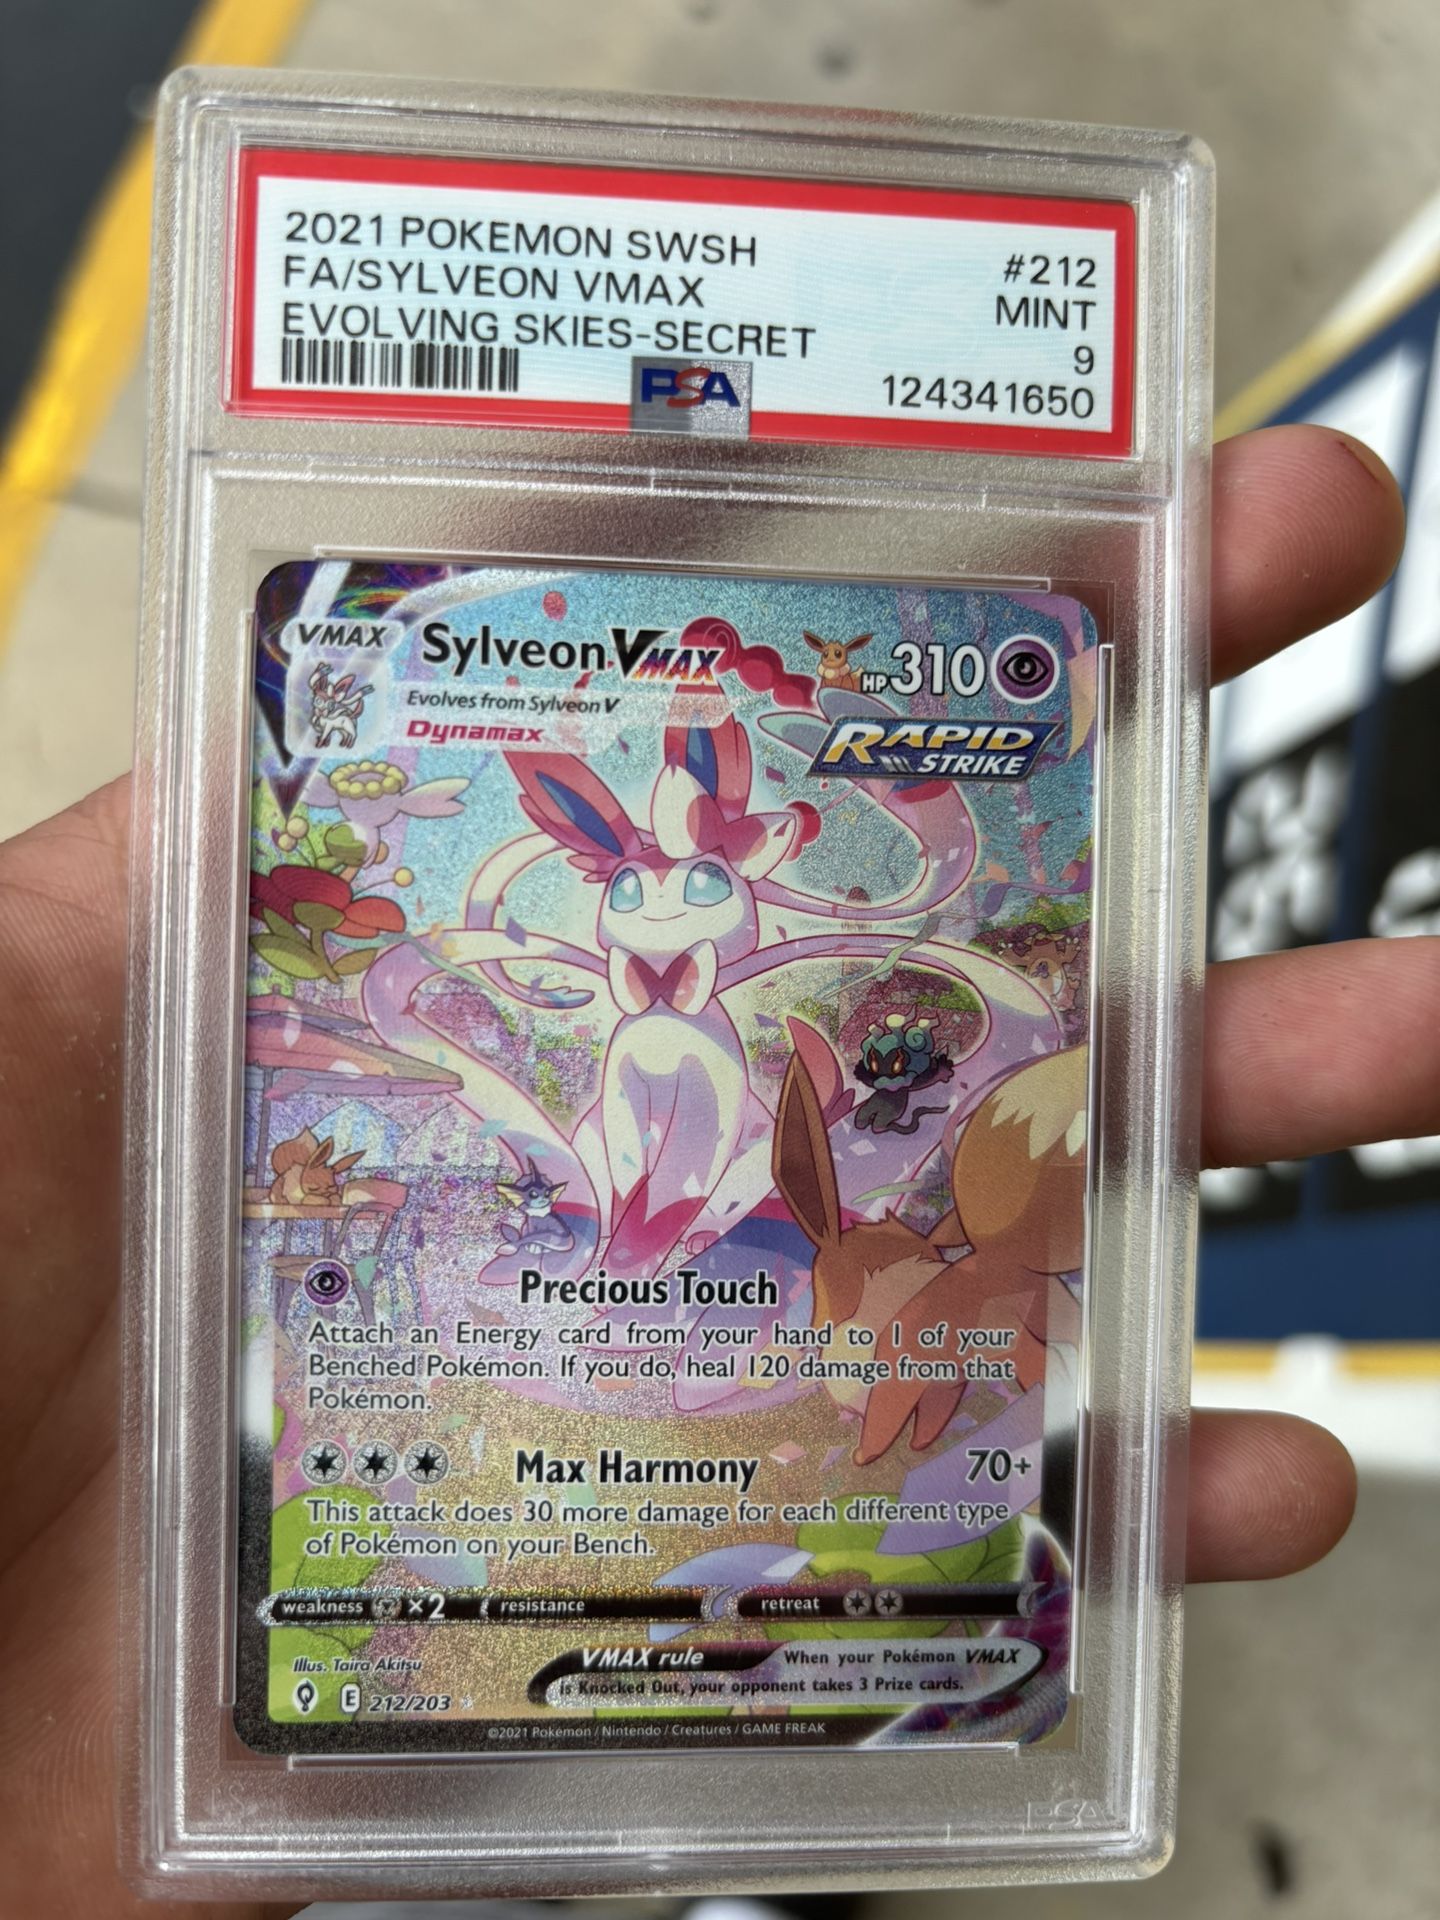 2021 POKEMON SWSH #212
FA/SYLVEON VMAX MINT
EVOLVING SKIES-SECRET 9
PSA 124341650
VMAX Sylveon VMAX HP 310
Evolves from Sylveon V
Dynamax
RAPID
STRIKE
Precious Touch
Attach an Energy card from your hand to 1 of your
Benched Pokémon. If you do, heal 120 damage from that
Pokémon.
Max Harmony 70+
This attack does 30 more damage for each different type
of Pokémon on your Bench.
weakness ×2 resistance retreat
Illus. Taira Akitsu
VMAX rule When your Pokémon VMAX
is Knocked Out, your opponent takes 3 Prize cards.
E 212/203
©2021 Pokémon / Nintendo / Creatures / GAME FREAK
PSA